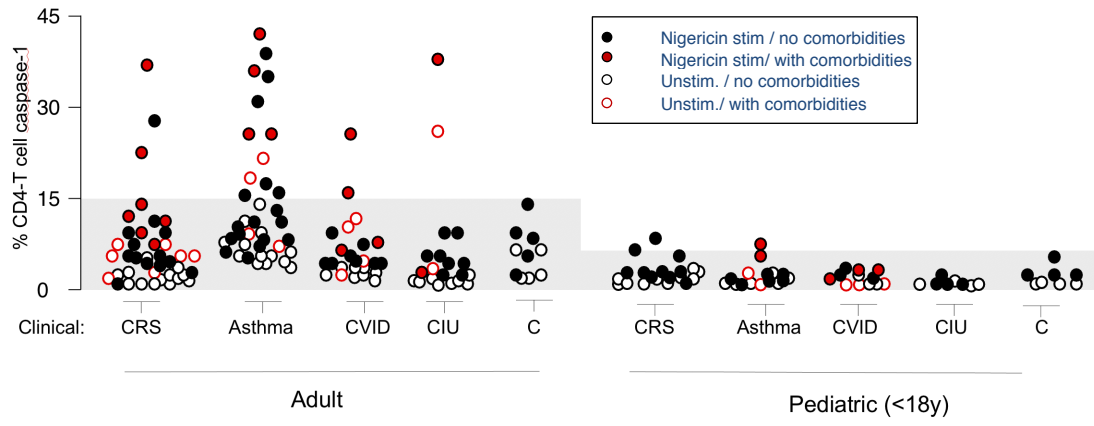 45
30
15
0
% CD4-T cell caspase-1
Nigericin stim / no comorbidities
Nigericin stim/ with comorbidities
Unstim. / no comorbidities
Unstim./ with comorbidities
Clinical: CRS Asthma CVID CIU C CRS Asthma CVID CIU C
Adult Pediatric (<18y)